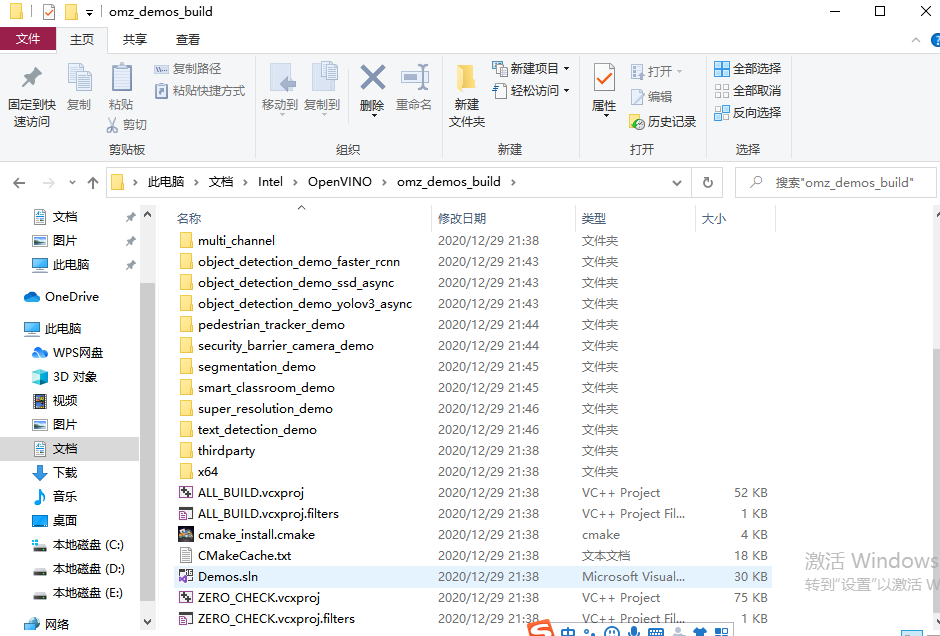 omz_demos_build
文件 主页 共享 查看
固定到快速访问
复制
粘贴
复制路径
粘贴快捷方式
剪切
剪贴板
移动到
复制到
删除
重命名
组织
新建文件夹
新建项目
轻松访问
新建
属性
打开
编辑
历史记录
打开
全部选择
全部取消
反向选择
选择
此电脑 > 文档 > Intel > OpenVINO > omz_demos_build >
搜索"omz_demos_build"
文档
图片
此电脑
OneDrive
此电脑
WPS网盘
3D 对象
视频
图片
文档
下载
音乐
桌面
本地磁盘 (C:)
本地磁盘 (D:)
本地磁盘 (E:)
网络
名称 修改日期 类型 大小
multi_channel 2020/12/29 21:38 文件夹
object_detection_demo_faster_rcnn 2020/12/29 21:43 文件夹
object_detection_demo_ssd_async 2020/12/29 21:43 文件夹
object_detection_demo_yolov3_async 2020/12/29 21:43 文件夹
pedestrian_tracker_demo 2020/12/29 21:44 文件夹
security_barrier_camera_demo 2020/12/29 21:44 文件夹
segmentation_demo 2020/12/29 21:45 文件夹
smart_classroom_demo 2020/12/29 21:45 文件夹
super_resolution_demo 2020/12/29 21:46 文件夹
text_detection_demo 2020/12/29 21:46 文件夹
thirdparty 2020/12/29 21:38 文件夹
x64 2020/12/29 21:38 文件夹
ALL_BUILD.vcxproj 2020/12/29 21:38 VC++ Project 52 KB
ALL_BUILD.vcxproj.filters 2020/12/29 21:38 VC++ Project Fil... 1 KB
cmake_install.cmake 2020/12/29 21:38 cmake 4 KB
CMakeCache.txt 2020/12/29 21:38 文本文档 18 KB
Demos.sln 2020/12/29 21:38 Microsoft Visual... 30 KB
ZERO_CHECK.vcxproj 2020/12/29 21:38 VC++ Project 75 KB
ZERO_CHECK.vcxproj.filters 2020/12/29 21:38 VC++ Project Fil... 1 KB
激活 Windows
转到"设置"以激活 W
中